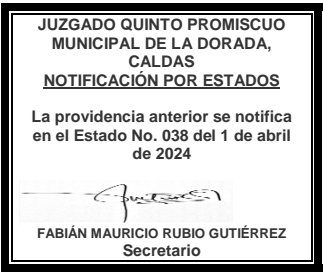 JUZGADO QUINTO PROMISCUO
MUNICIPAL DE LA DORADA,
CALDAS
NOTIFICACIÓN POR ESTADOS
La providencia anterior se notifica
en el Estado No. 038 del 1 de abril
de 2024
FABIÁN MAURICIO RUBIO GUTIÉRREZ
Secretario